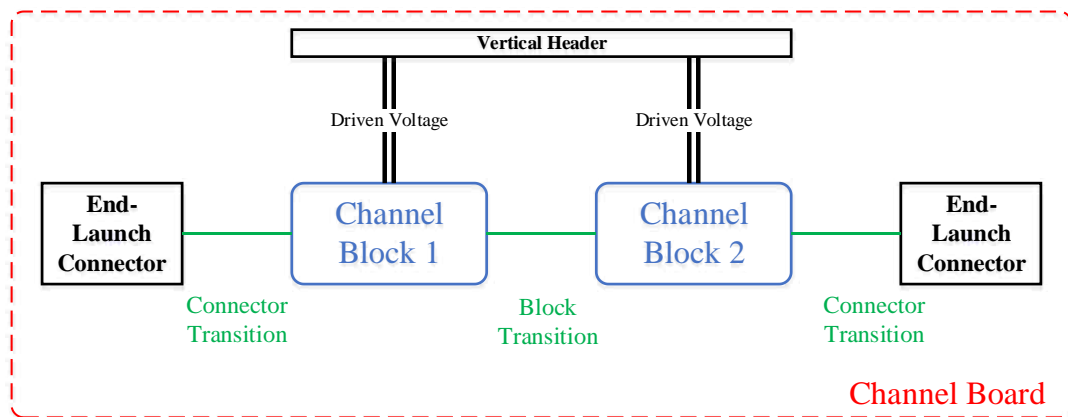 Vertical Header
Driven Voltage
Driven Voltage
End-
Launch
Connector
Channel
Block 1
Channel
Block 2
End-
Launch
Connector
Connector
Transition
Block
Transition
Connector
Transition
Channel Board